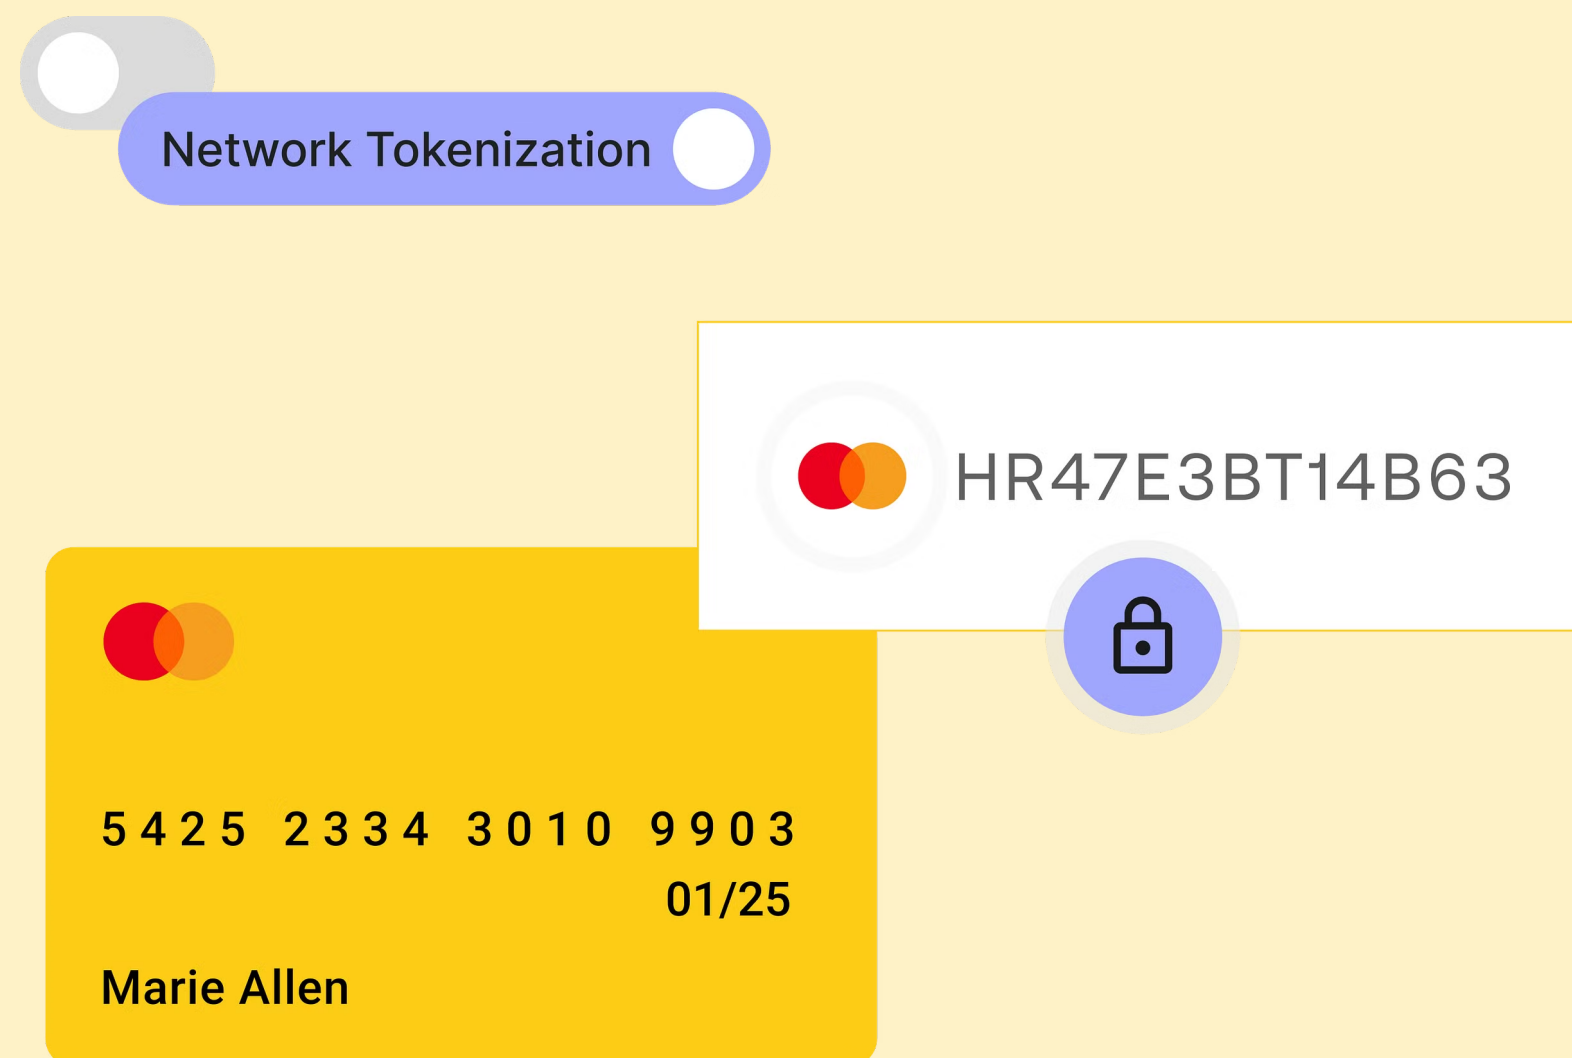 Network Tokenization
HR47E3BT14B63
5425 2334 3010 9903
01/25
Marie Allen